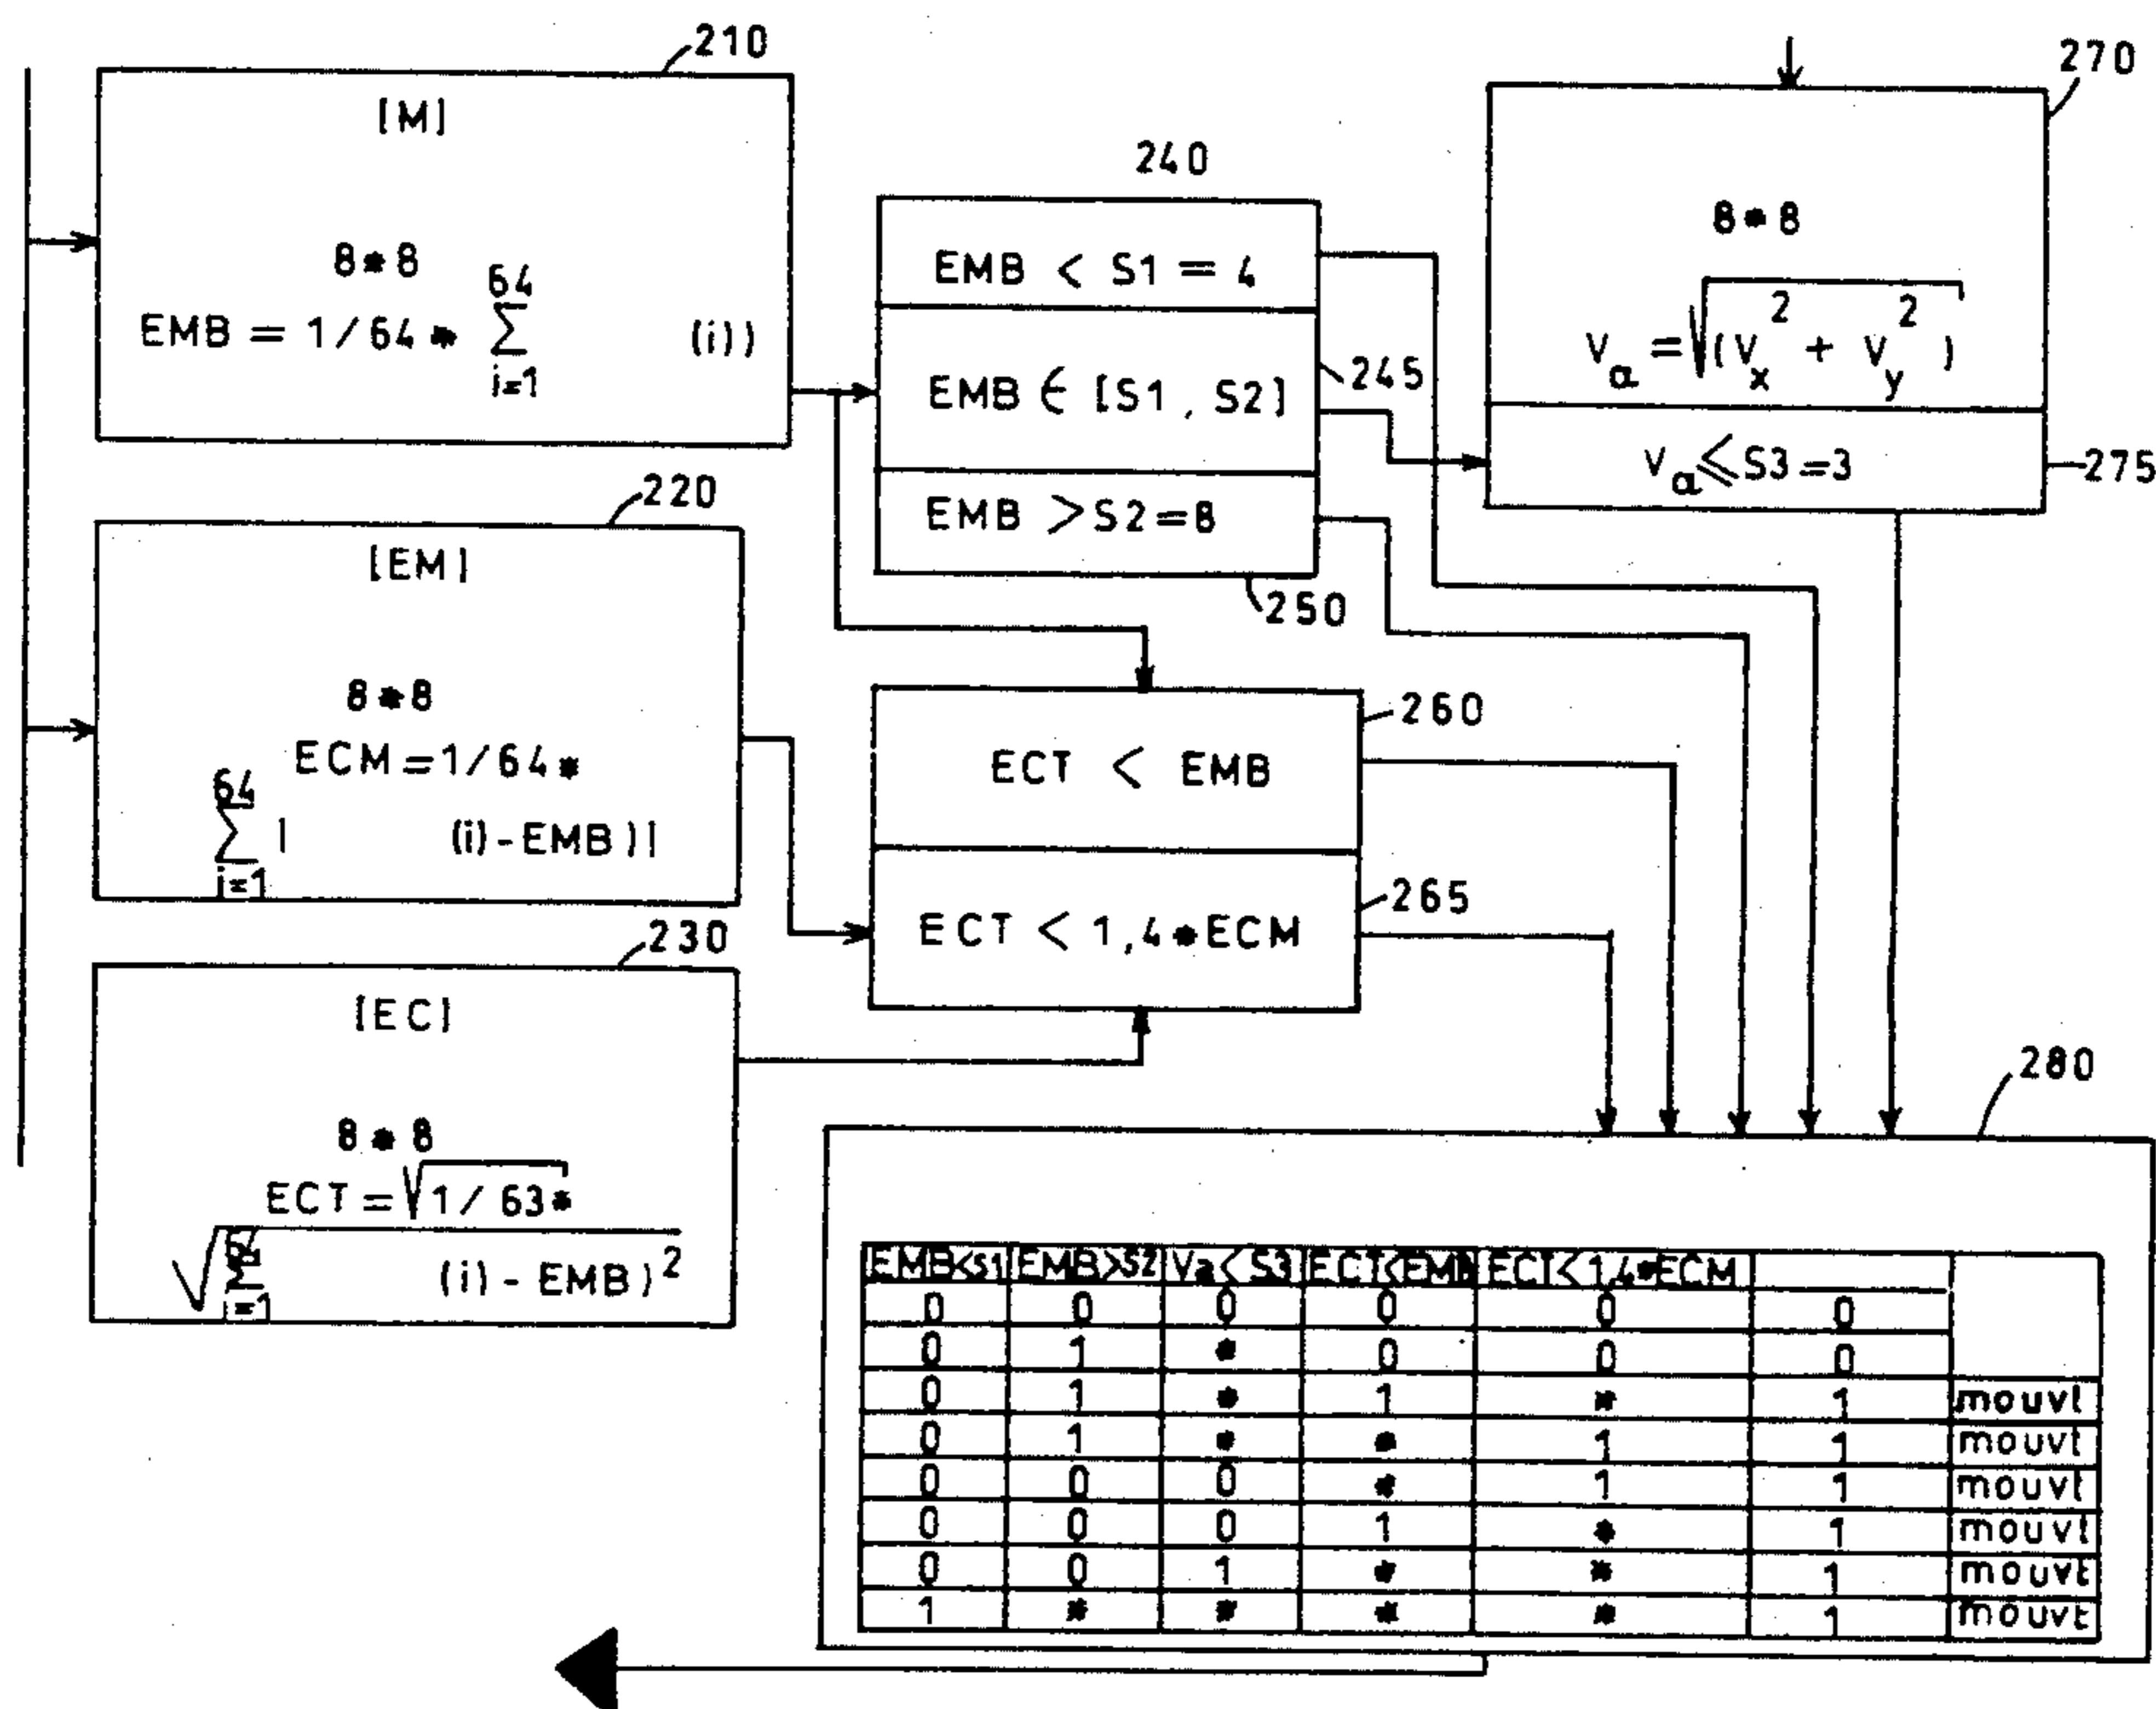 210
[M]
8*8
EMB = 1/64 * 64 ∑ i=1 (i))
220
[EM]
8*8
ECM = 1/64 *
64 ∑ i=1 | (i) - EMB) |
230
[EC]
8*8
ECT = √1/63*
√ ∑ i=1 (i) - EMB)²
240
EMB < S1 = 4
EMB ∈ [S1, S2]
245
EMB > S2 = 8
250
260
ECT < EMB
265
ECT < 1,4*ECM
270
8*8
Va = √(Vx² + Vy²)
Va ≤ S3 = 3
275
280
EMB<S1 EMB>S2 Va<S3 ECT<EMB ECT<1,4*ECM
0 0 0 0 0 0
0 1 * 0 0 0
0 1 * 1 * 1 mouvt
0 1 * * 1 1 mouvt
0 0 0 * 1 1 mouvt
0 0 0 1 * 1 mouvt
0 0 1 * * 1 mouvt
1 * * * * 1 mouvt